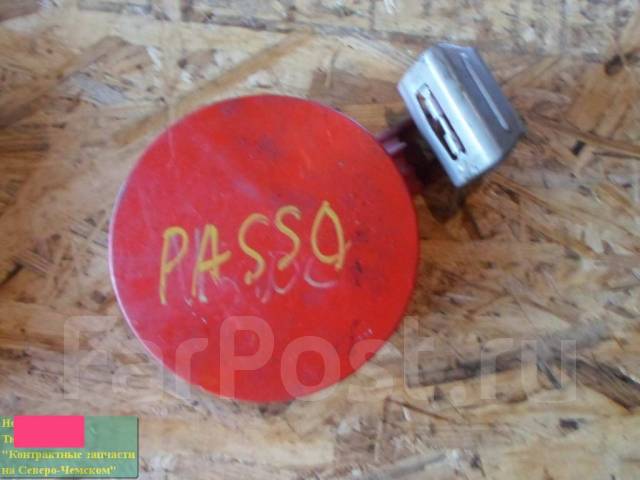 PASSO
FarPost.ru
"Контрактные запчасти
на Северо-Чемском"